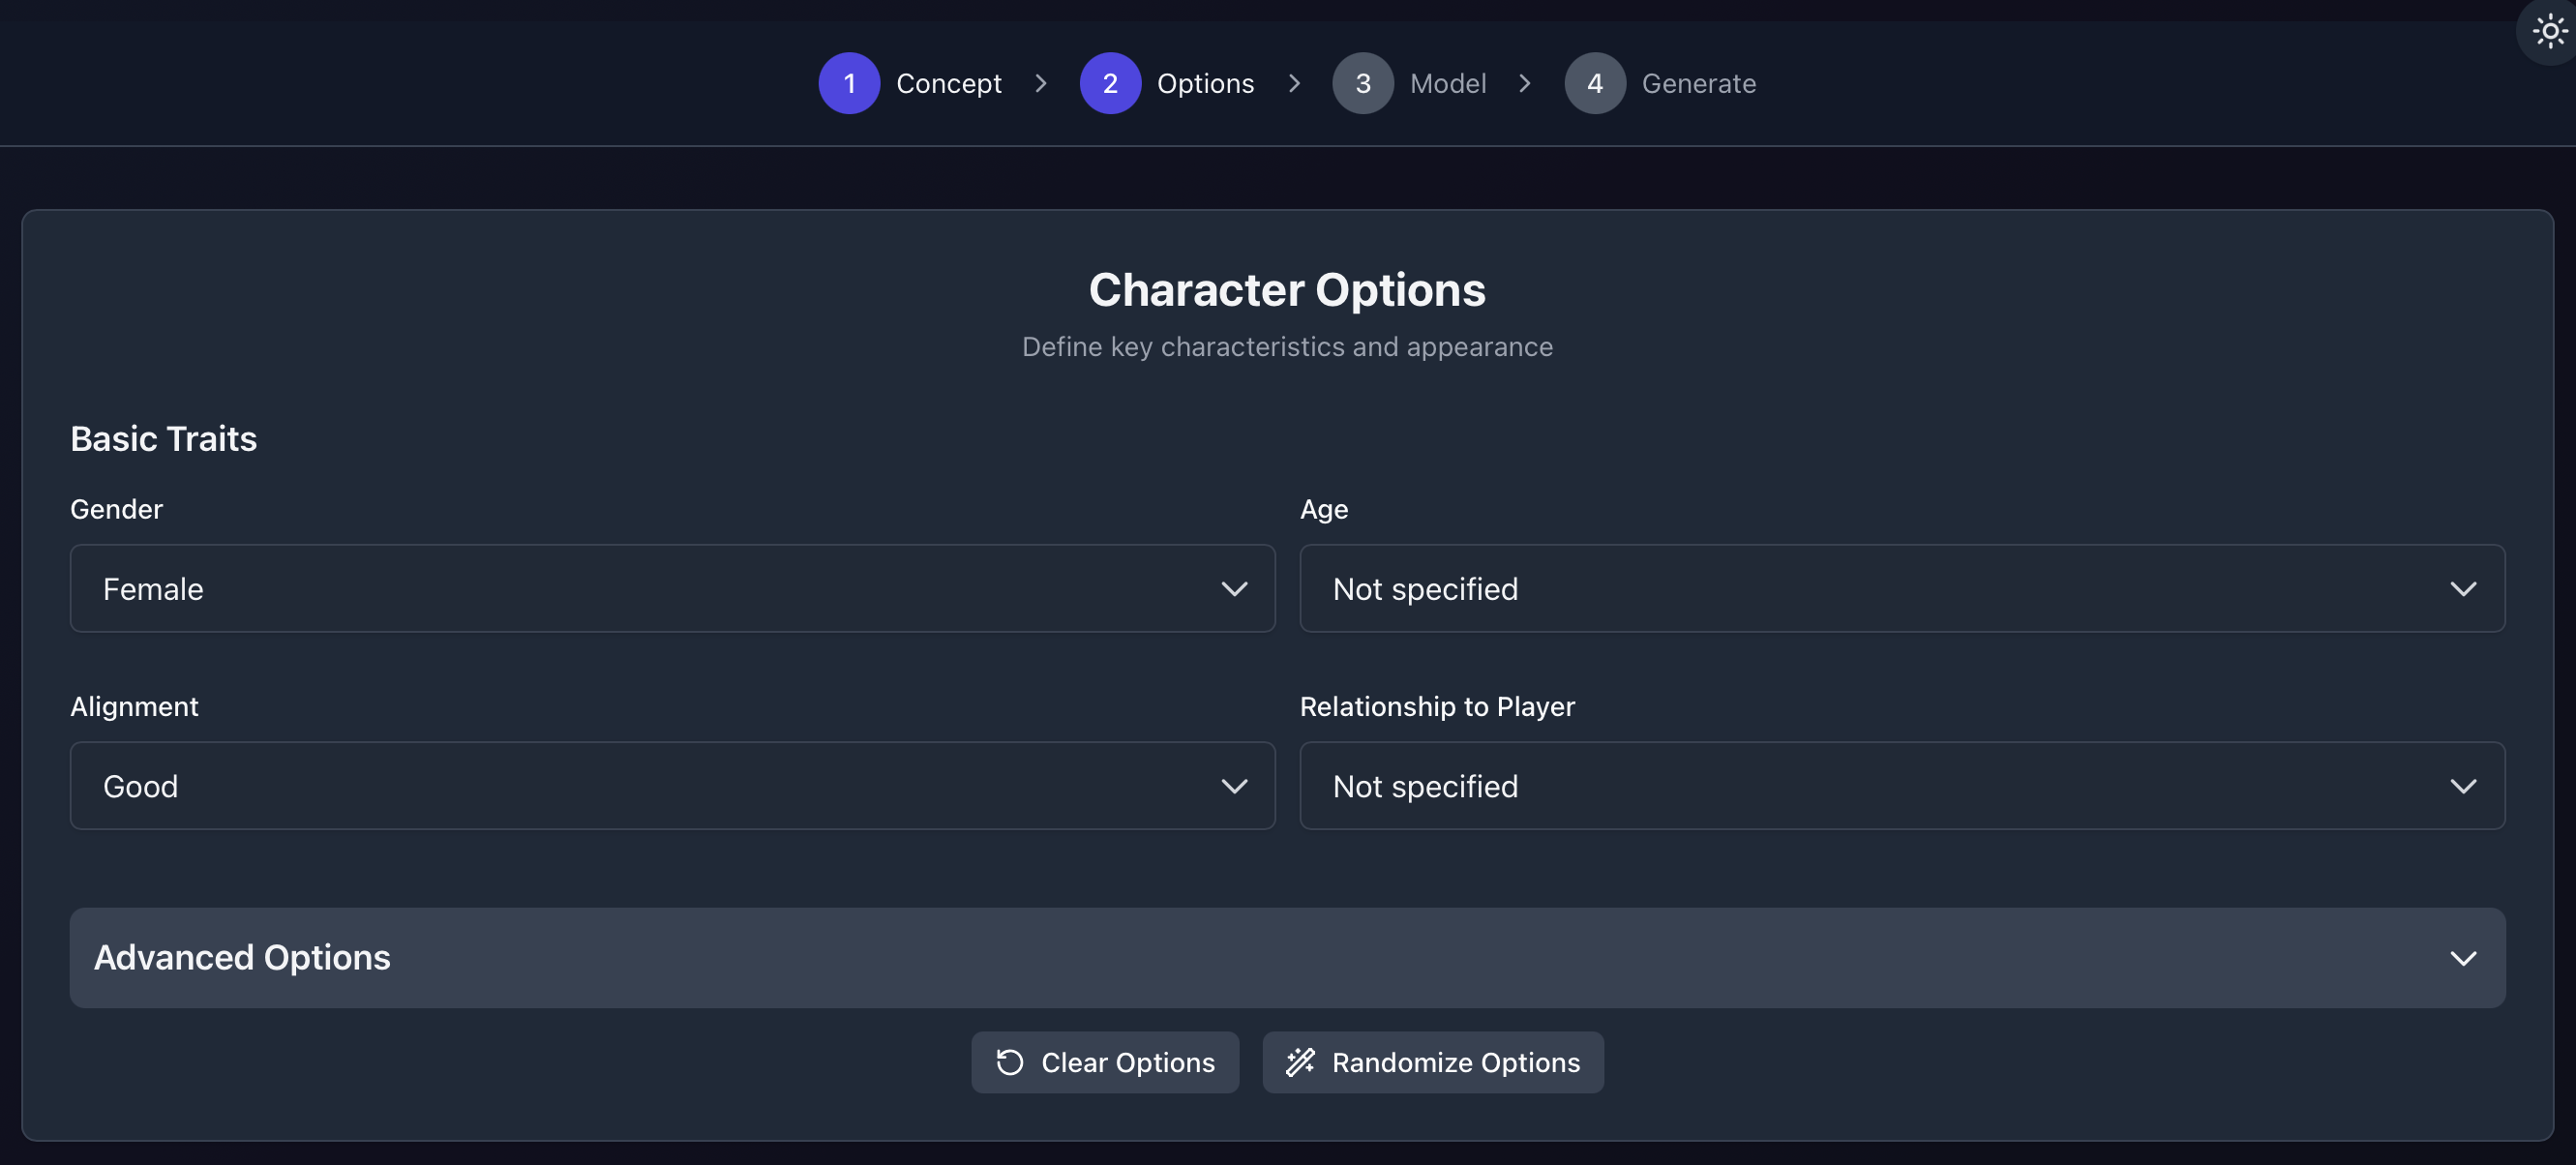 1 Concept 2 Options 3 Model 4 Generate
Character Options
Define key characteristics and appearance
Basic Traits
Gender Age
Female Not specified
Alignment Relationship to Player
Good Not specified
Advanced Options
Clear Options Randomize Options